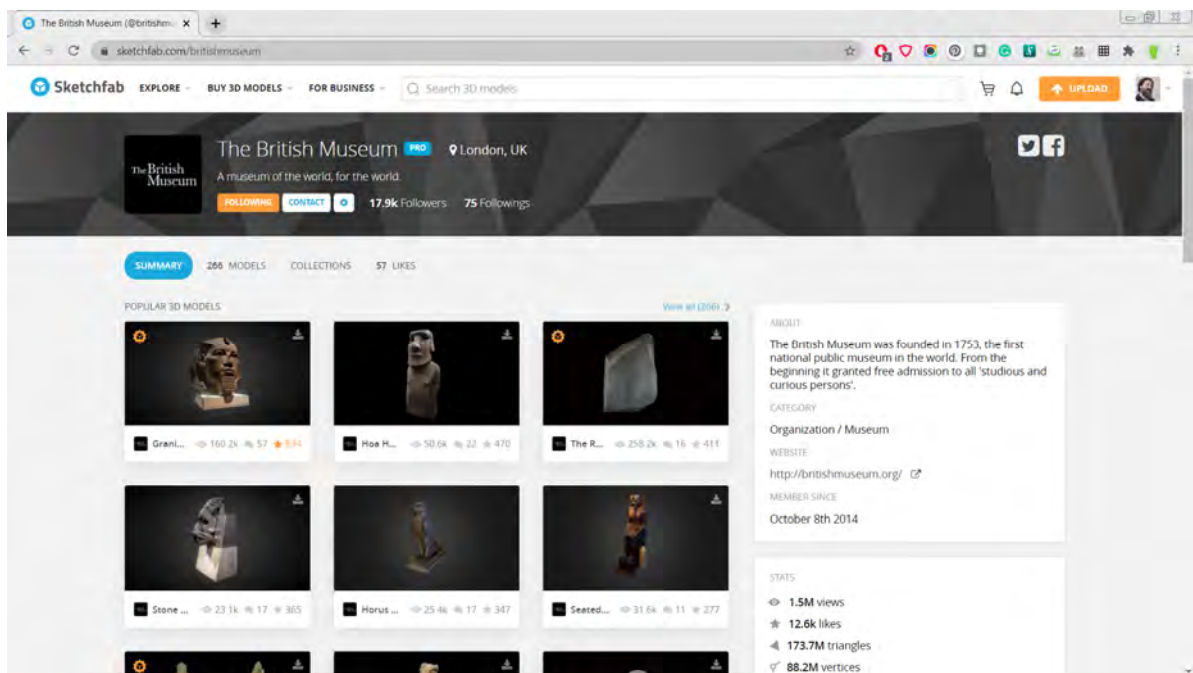 The British Museum (@britishm
sketchfab.com/britishmuseum
Sketchfab EXPLORE BUY 3D MODELS FOR BUSINESS Search 3D models UPLOAD
The British Museum PRO London, UK
The British
Museum
A museum of the world, for the world.
FOLLOWING CONTACT 17.9k Followers 75 Followings
SUMMARY 266 MODELS COLLECTIONS 57 LIKES
POPULAR 3D MODELS View all (266)
Grani... 160.2k 57
Hoa H... 50.6k 22 470
The R... 258.2k 16 411
Stone ... 23.1k 17 365
Horus ... 25.4k 17 347
Seated... 31.6k 11 277
ABOUT
The British Museum was founded in 1753, the first
national public museum in the world. From the
beginning it granted free admission to all 'studious and
curious persons'.
CATEGORY
Organization / Museum
WEBSITE
http://britishmuseum.org/
MEMBER SINCE
October 8th 2014
STATS
1.5M views
12.6k likes
173.7M triangles
88.2M vertices